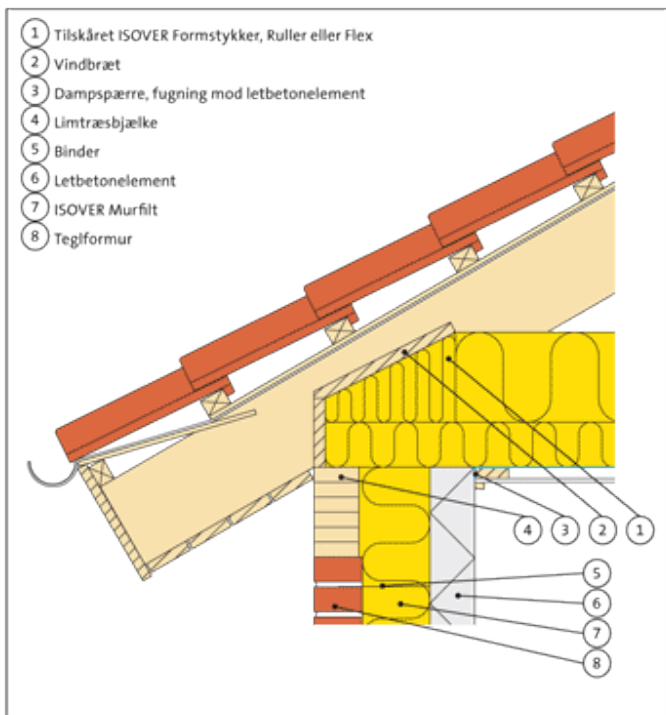 1 Tilskåret ISOVER Formstykker, Ruller eller Flex
2 Vindbræt
3 Dampspærre, fugning mod letbetonelement
4 Limtræsbjælke
5 Binder
6 Letbetonelement
7 ISOVER Murfilt
8 Teglformur
4 3 2 1
5
6
7
8